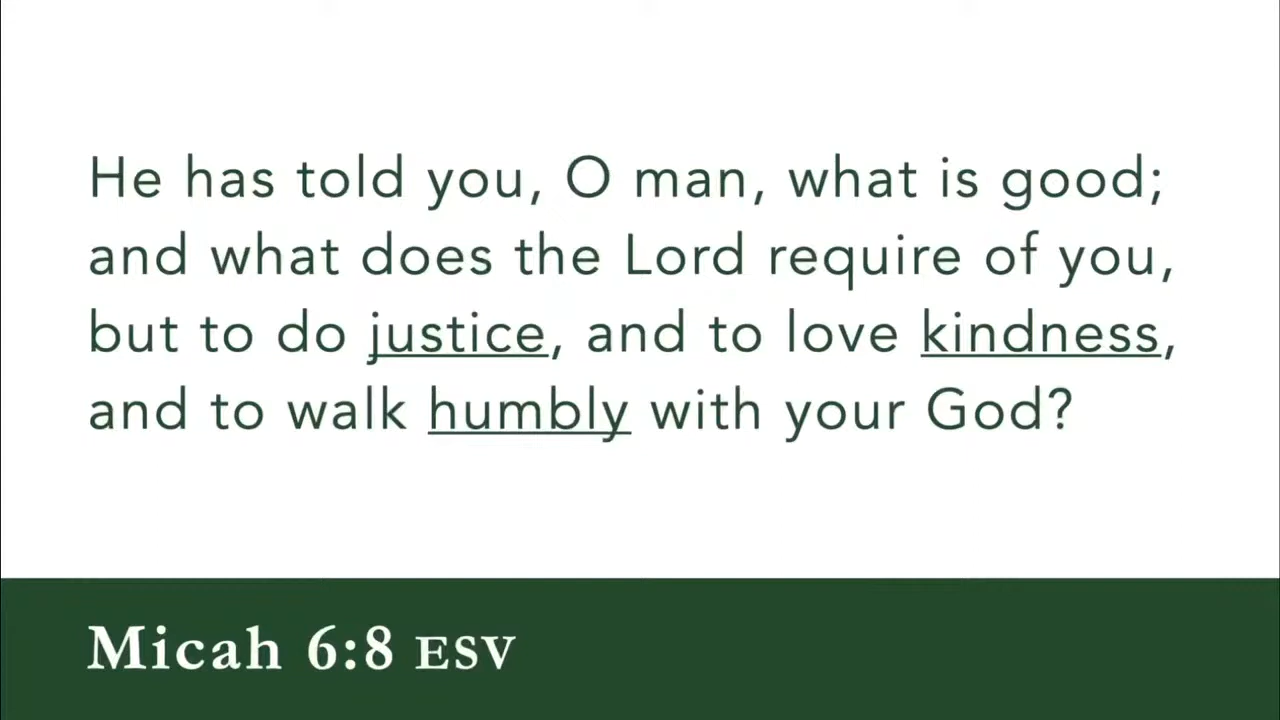 He has told you, O man, what is good;
and what does the Lord require of you,
but to do justice, and to love kindness,
and to walk humbly with your God?
Micah 6:8 ESV